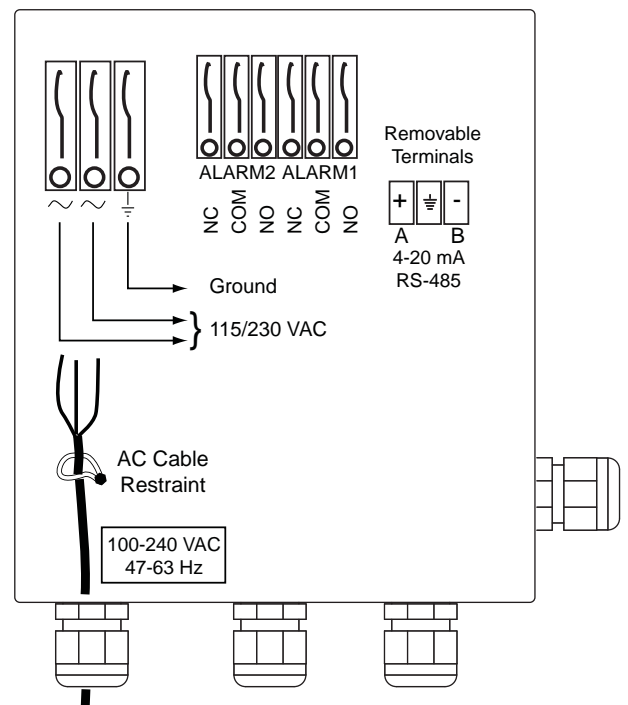 ALARM2 ALARM1
NC COM NO NC COM NO
Removable
Terminals
+ -
A B
4-20 mA
RS-485
Ground
115/230 VAC
AC Cable
Restraint
100-240 VAC
47-63 Hz